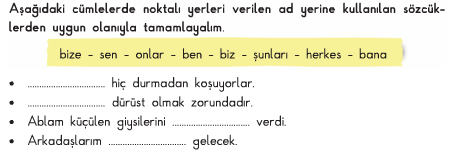 Aşağıdaki cümlelerde noktalı yerleri verilen ad yerine kullanılan sözcük-
lerden uygun olanıyla tamamlayalım.
bize - sen - onlar - ben - biz - şunları - herkes - bana
• ................................ hiç durmadan koşuyorlar.
• ................................ dürüst olmak zorundadır.
• Ablam küçülen giysilerini ................................ verdi.
• Arkadaşlarım ................................ gelecek.